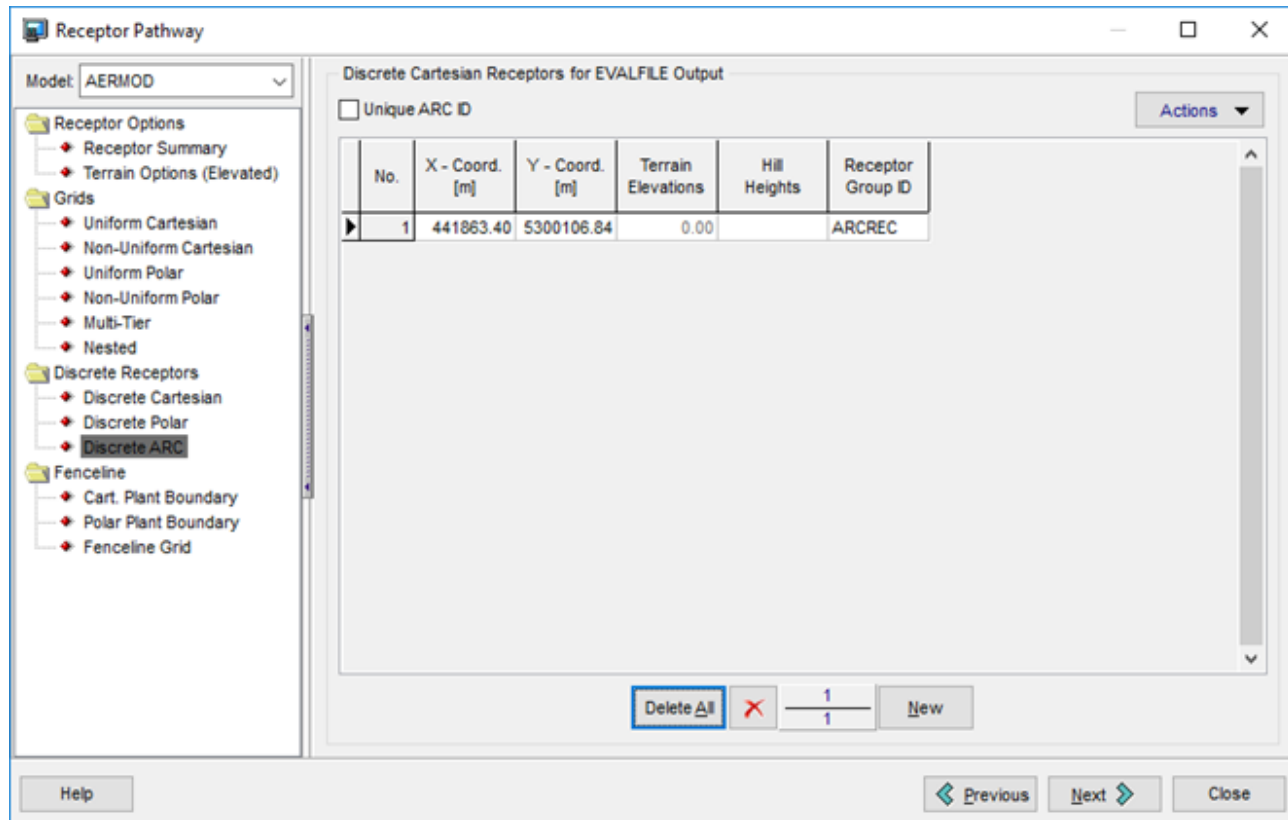 Receptor Pathway
Model: AERMOD
Receptor Options
Receptor Summary
Terrain Options (Elevated)
Grids
Uniform Cartesian
Non-Uniform Cartesian
Uniform Polar
Non-Uniform Polar
Multi-Tier
Nested
Discrete Receptors
Discrete Cartesian
Discrete Polar
Discrete ARC
Fenceline
Cart. Plant Boundary
Polar Plant Boundary
Fenceline Grid
Discrete Cartesian Receptors for EVALFILE Output
Unique ARC ID
Actions
No. X - Coord. [m] Y - Coord. [m] Terrain Elevations Hill Heights Receptor Group ID
1 441863.40 5300106.84 0.00 ARCREC
Delete All 1 New
1
Help Previous Next Close